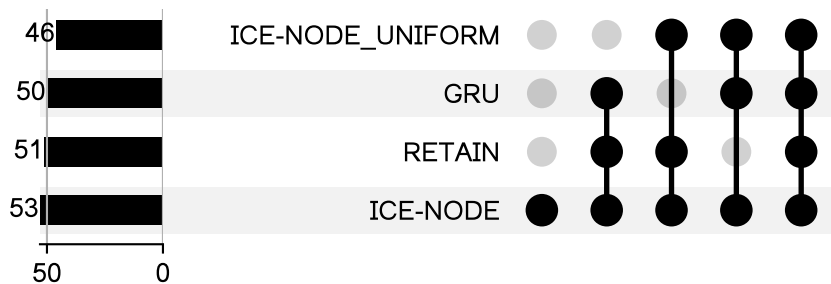 46 ICE-NODE_UNIFORM
50 GRU
51 RETAIN
53 ICE-NODE
50 0